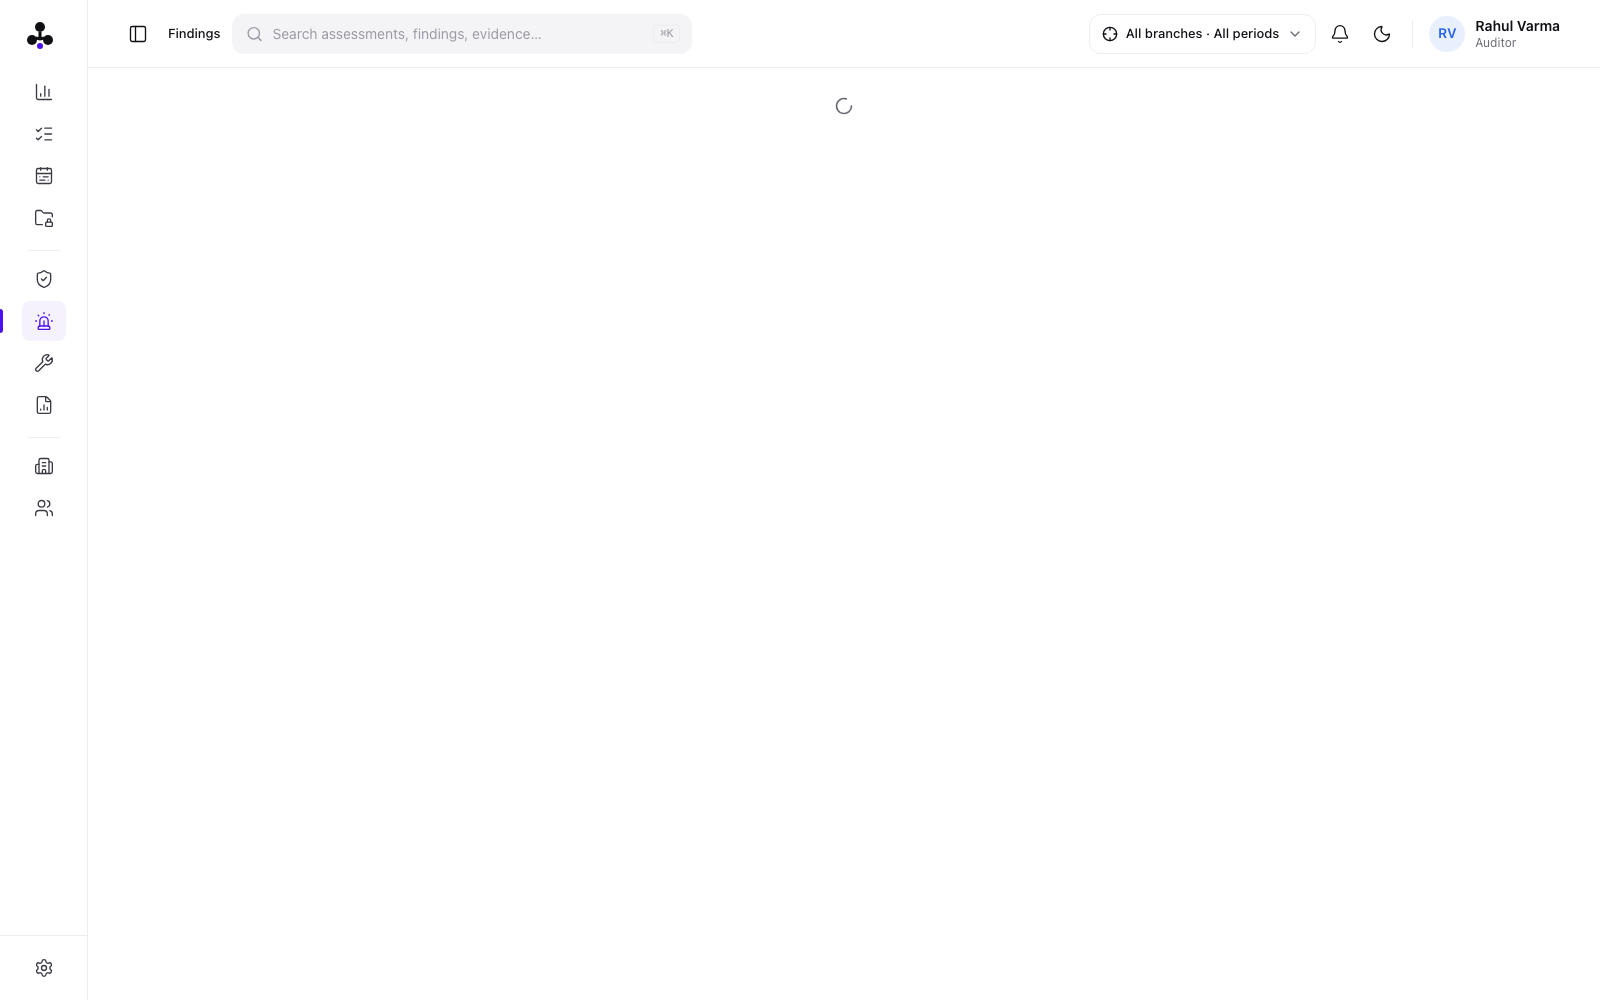 Findings
Search assessments, findings, evidence...
⌘K
All branches · All periods
RV
Rahul Varma
Auditor